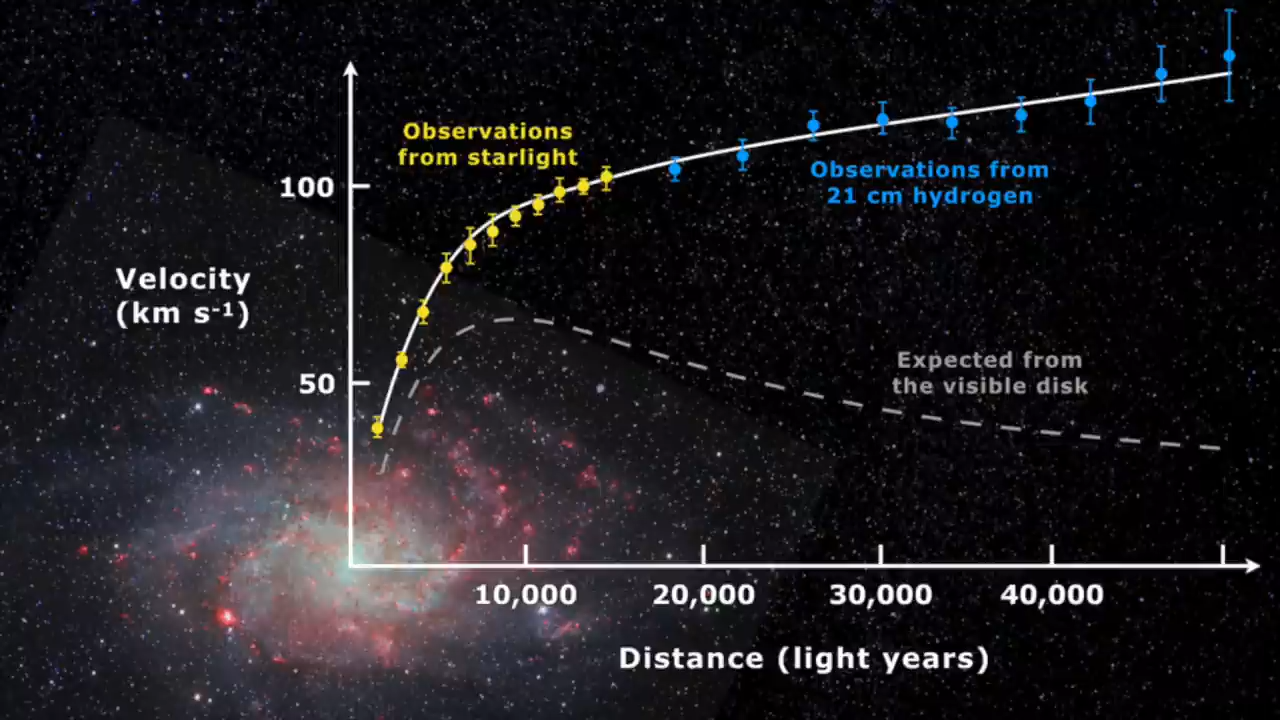 Observations
from starlight
100
Observations from
21 cm hydrogen
Velocity
(km s⁻¹)
Expected from
the visible disk
50
10,000
20,000
30,000
40,000
Distance (light years)